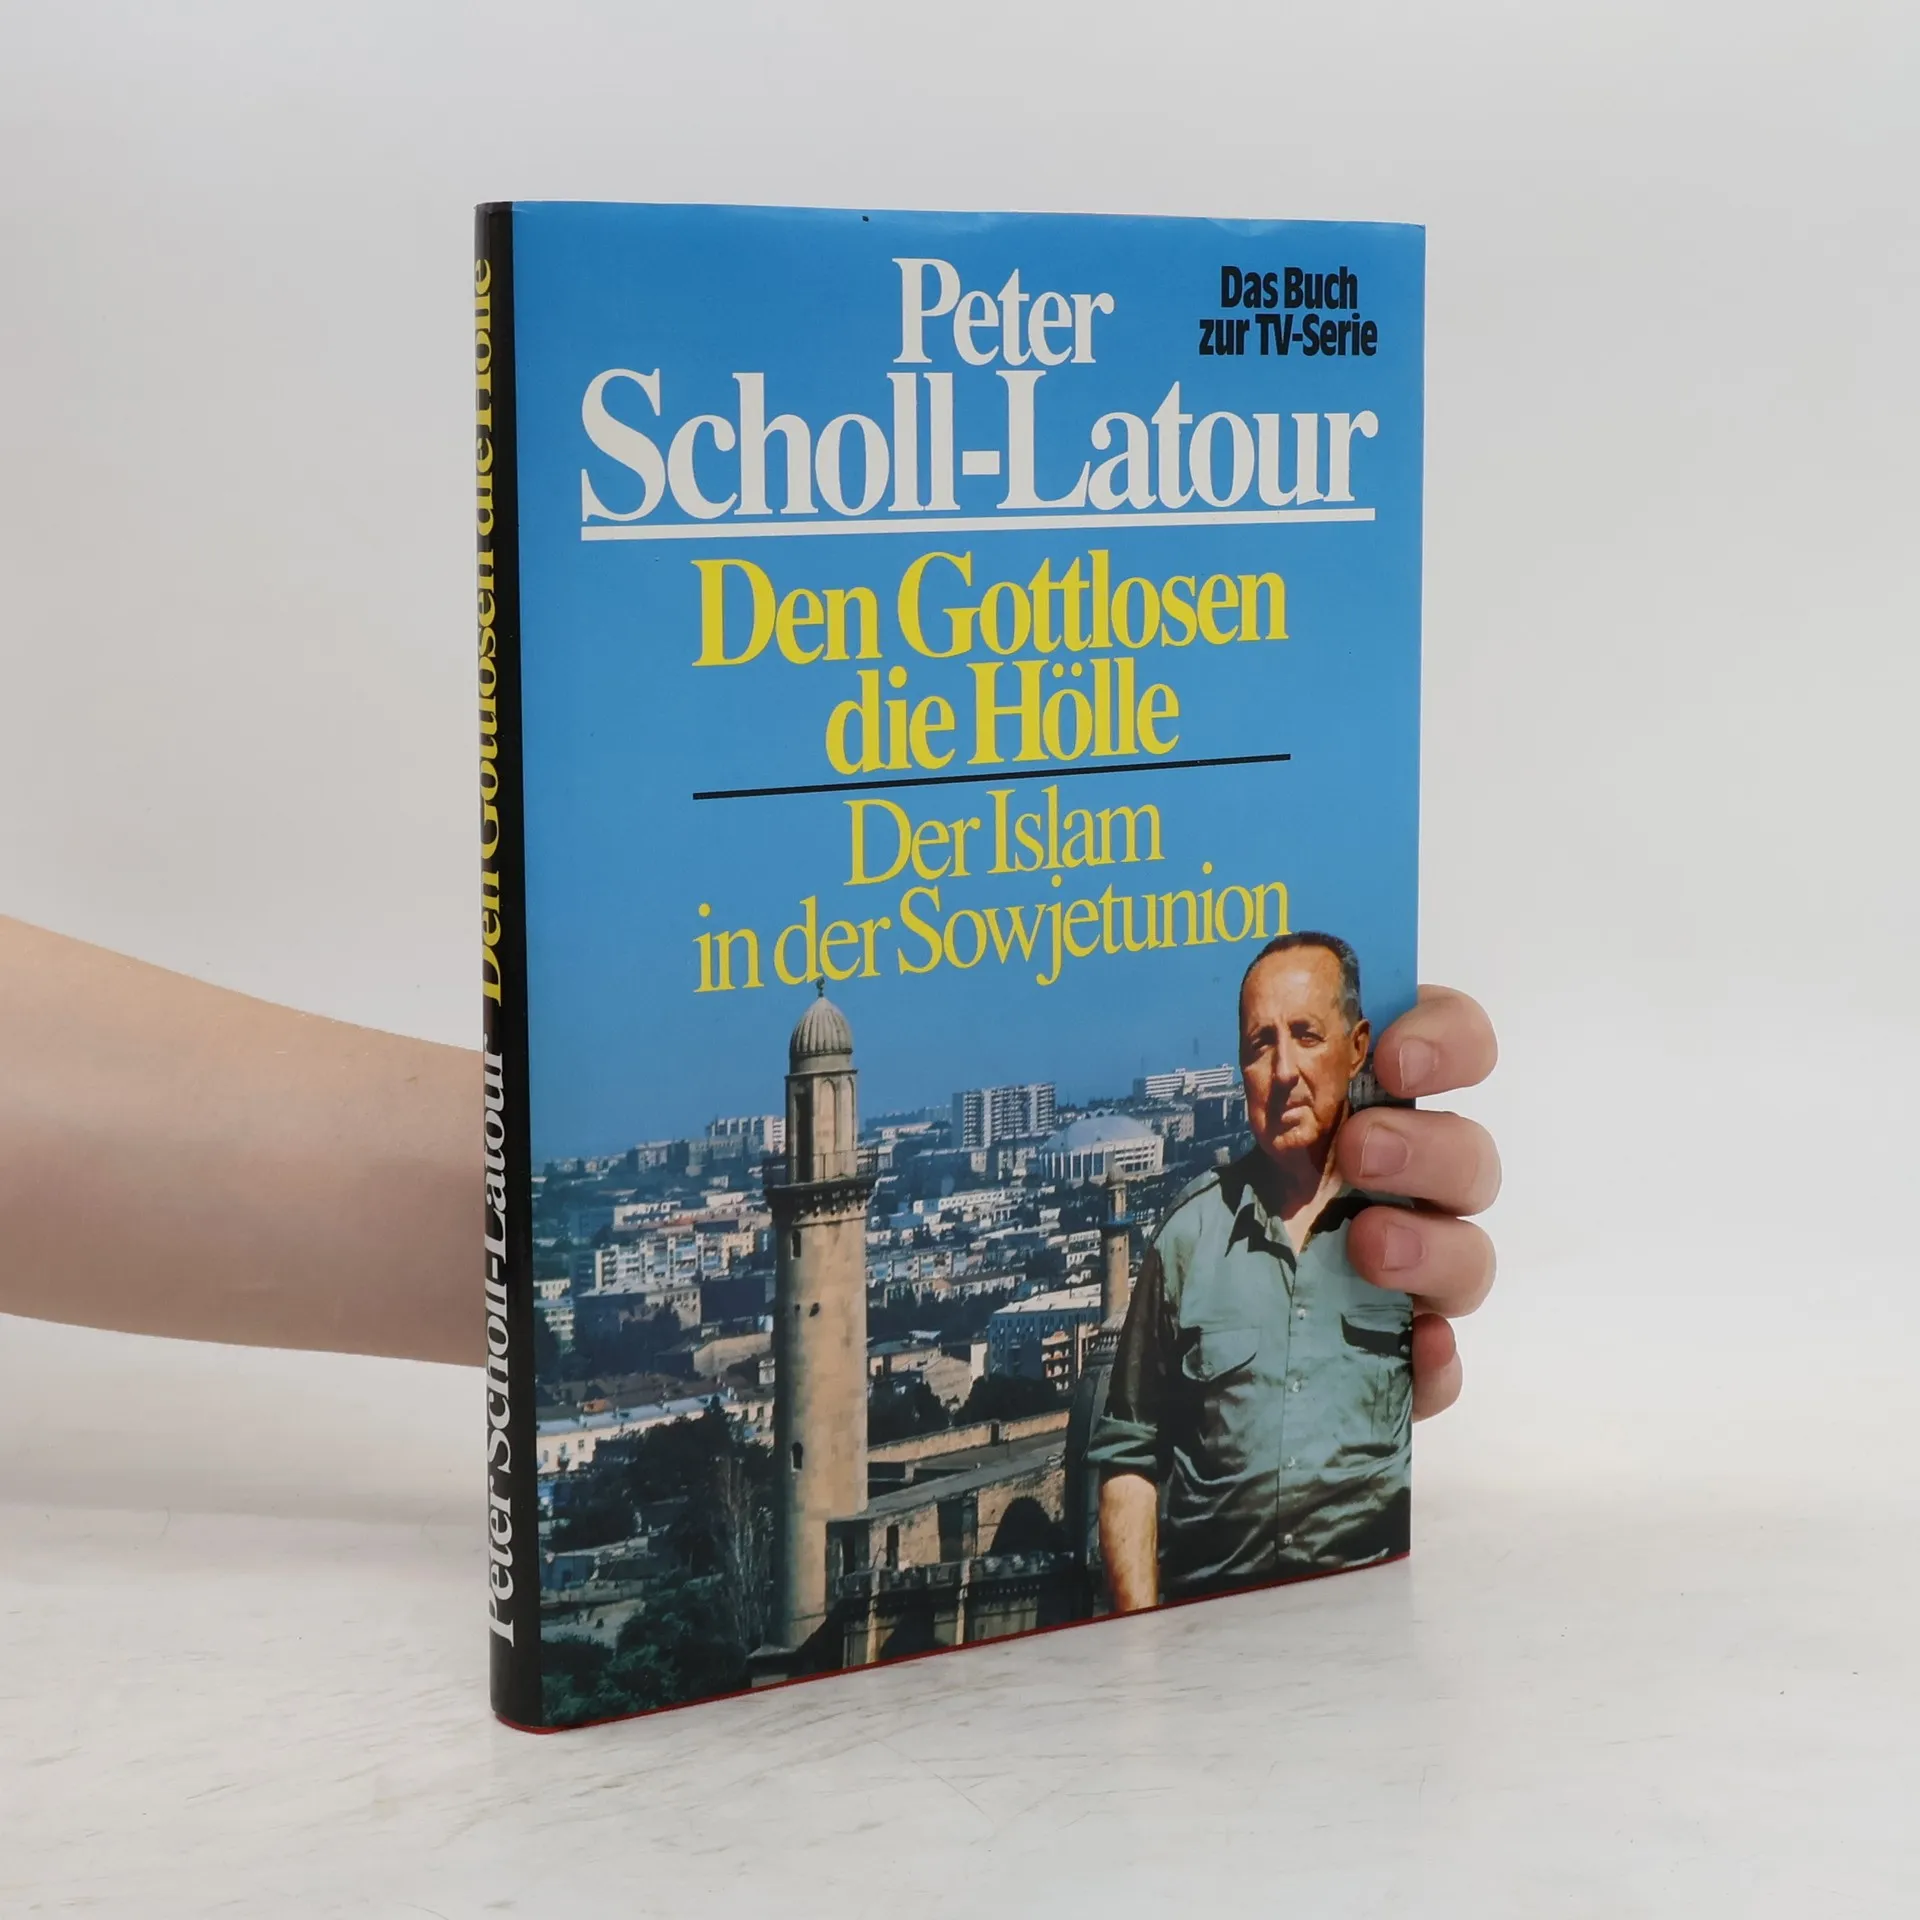 Peter
Scholl-Latour
Das Buch
zur TV-Serie
Den Gottlosen
die Hölle
Der Islam
in der Sowjetunion
Peter Scholl-Latour Den Gottlosen die Hölle